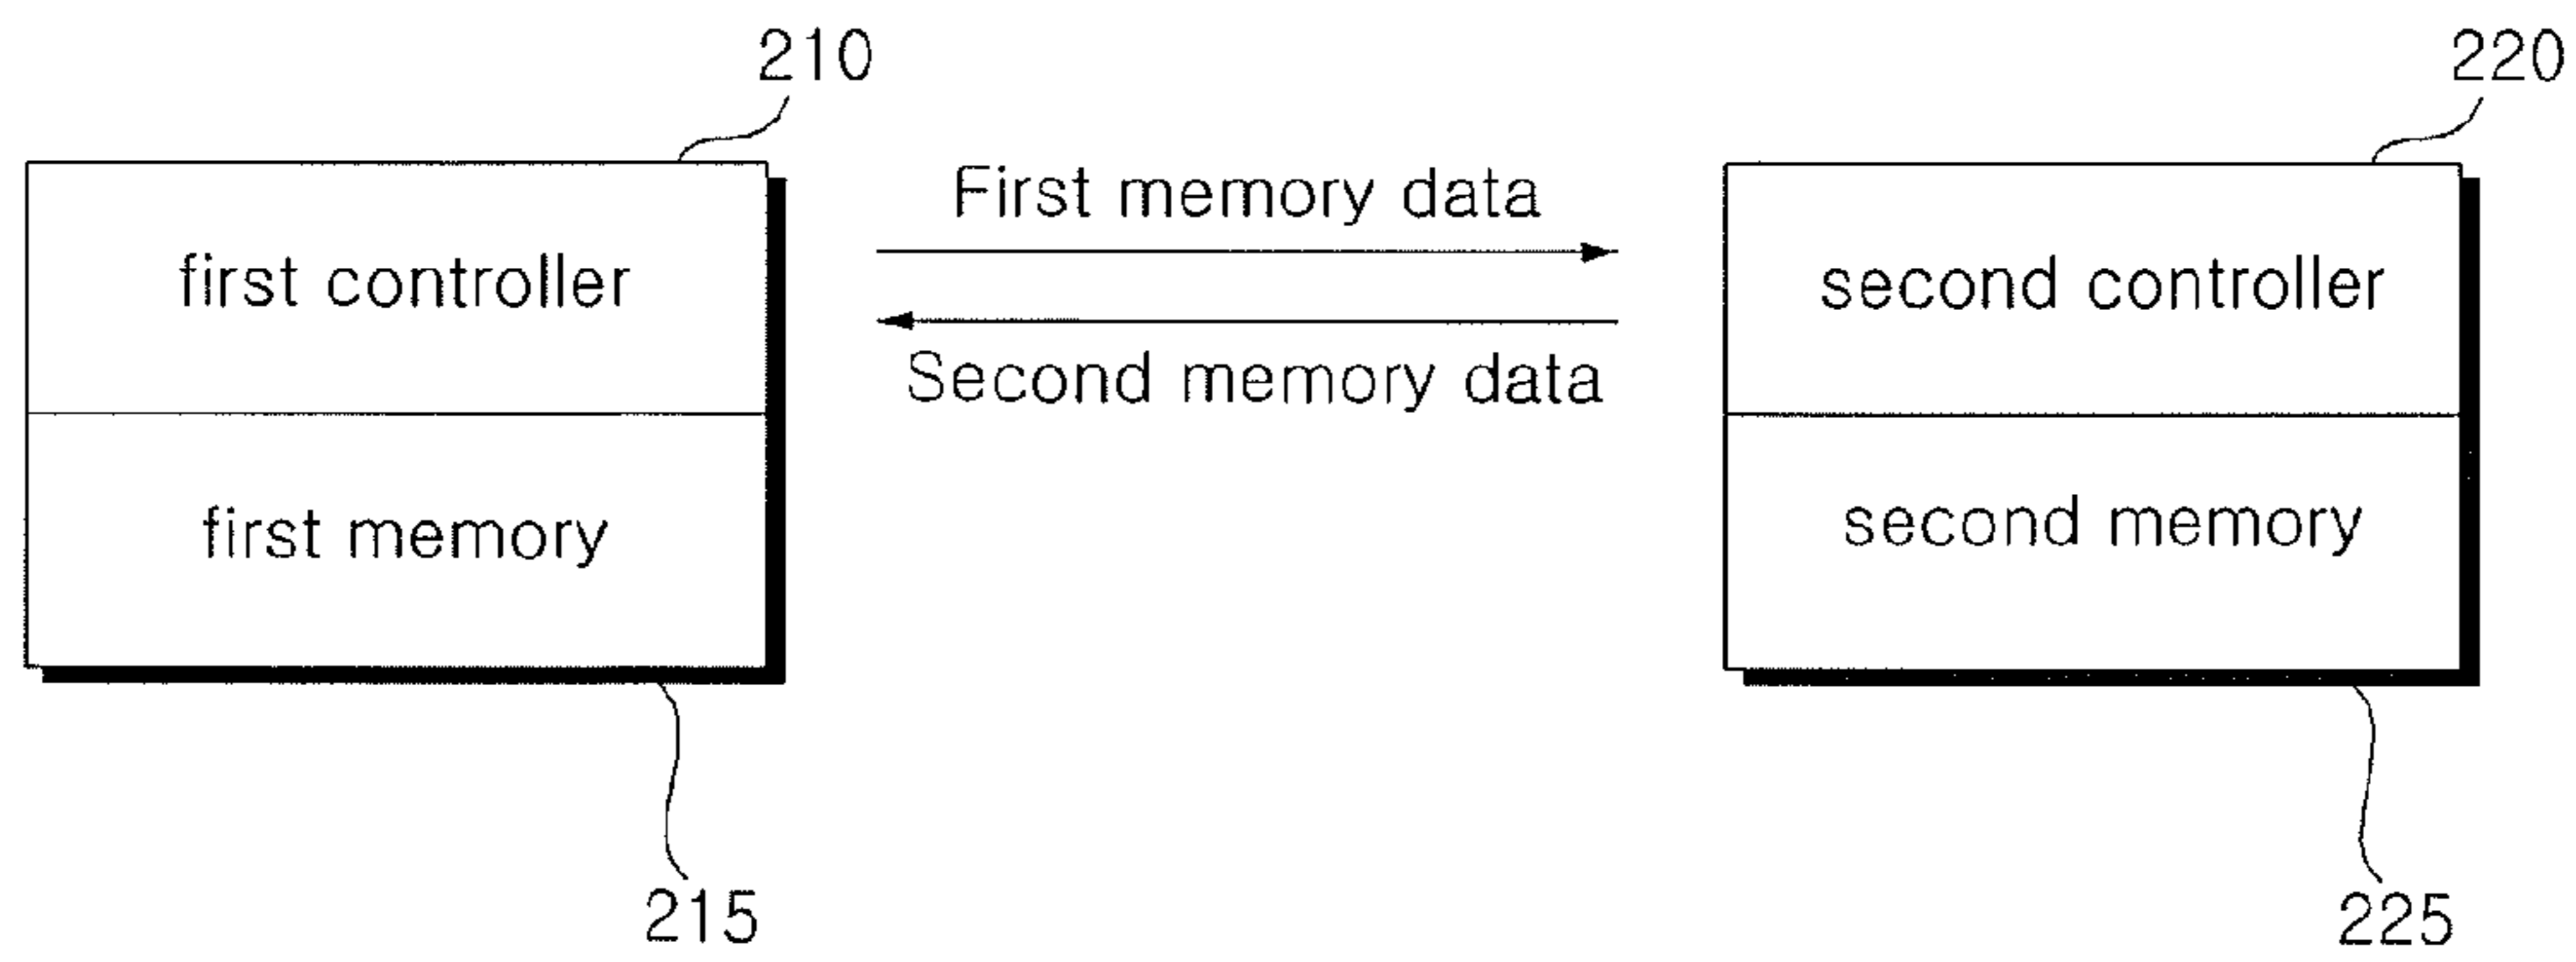 210
220
First memory data
first controller
second controller
Second memory data
first memory
second memory
215
225